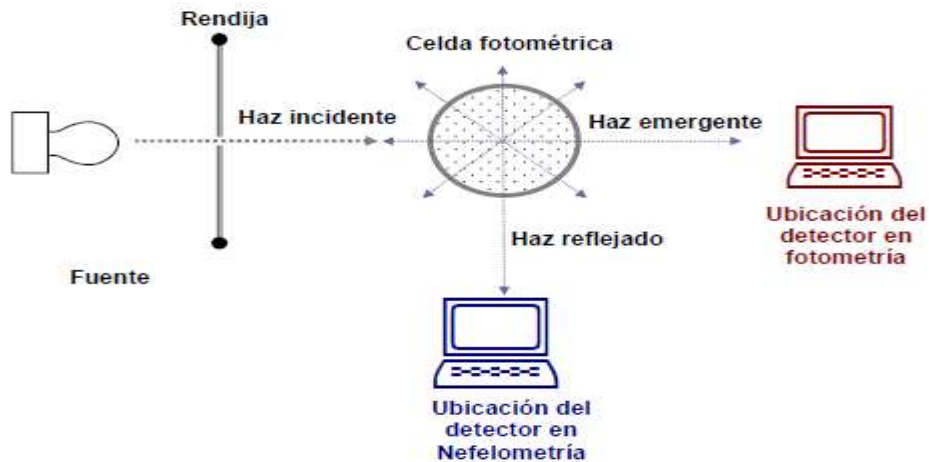 Rendija
Celda fotométrica
Haz incidente
Haz emergente
Ubicación del
detector en
fotometría
Haz reflejado
Fuente
Ubicación del
detector en
Nefelometría